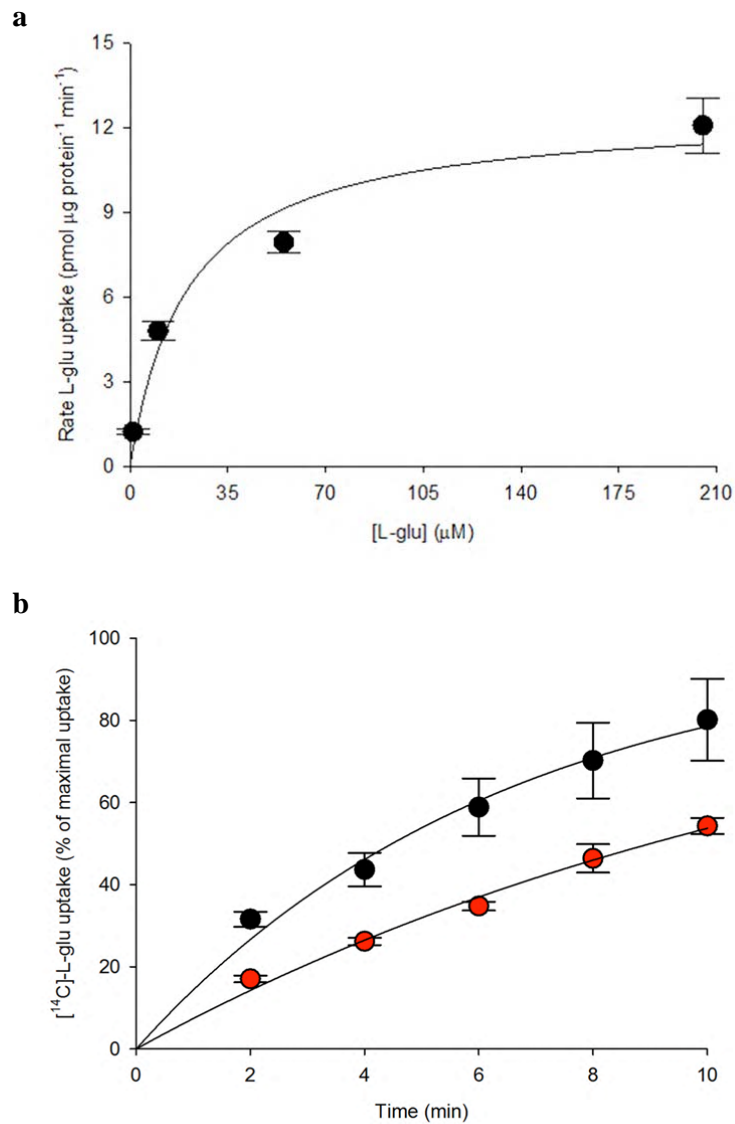 a
15
12
9
6
3
0
Rate L-glu uptake (pmol μg protein⁻¹ min⁻¹)
0 35 70 105 140 175 210
[L-glu] (μM)
b
100
80
60
40
20
0
[¹⁴C]-L-glu uptake (% of maximal uptake)
0 2 4 6 8 10
Time (min)